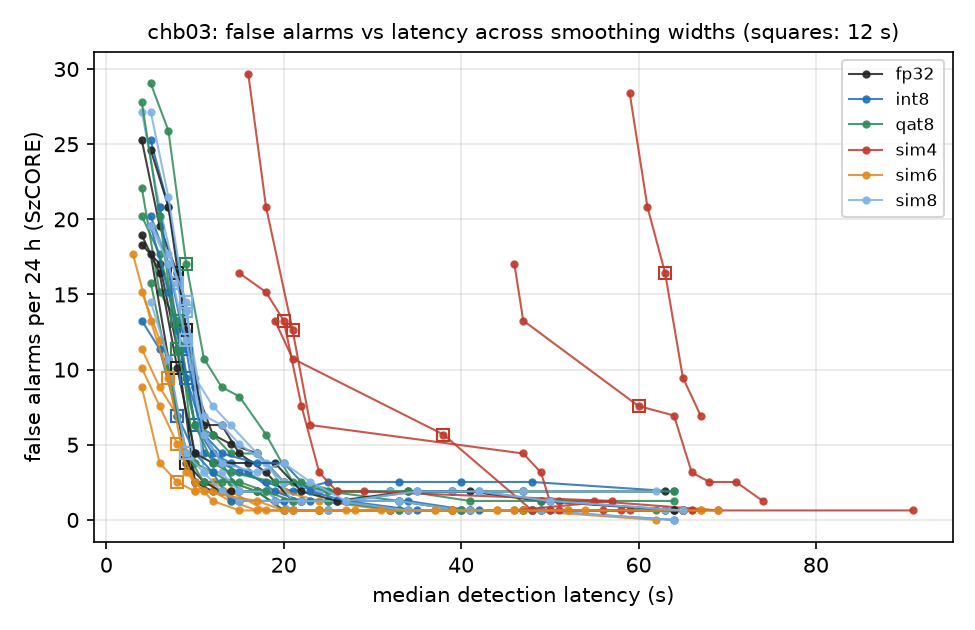 chb03: false alarms vs latency across smoothing widths (squares: 12 s)
30
25
20
15
10
5
0
false alarms per 24 h (SzCORE)
fp32
int8
qat8
sim4
sim6
sim8
0 20 40 60 80
median detection latency (s)